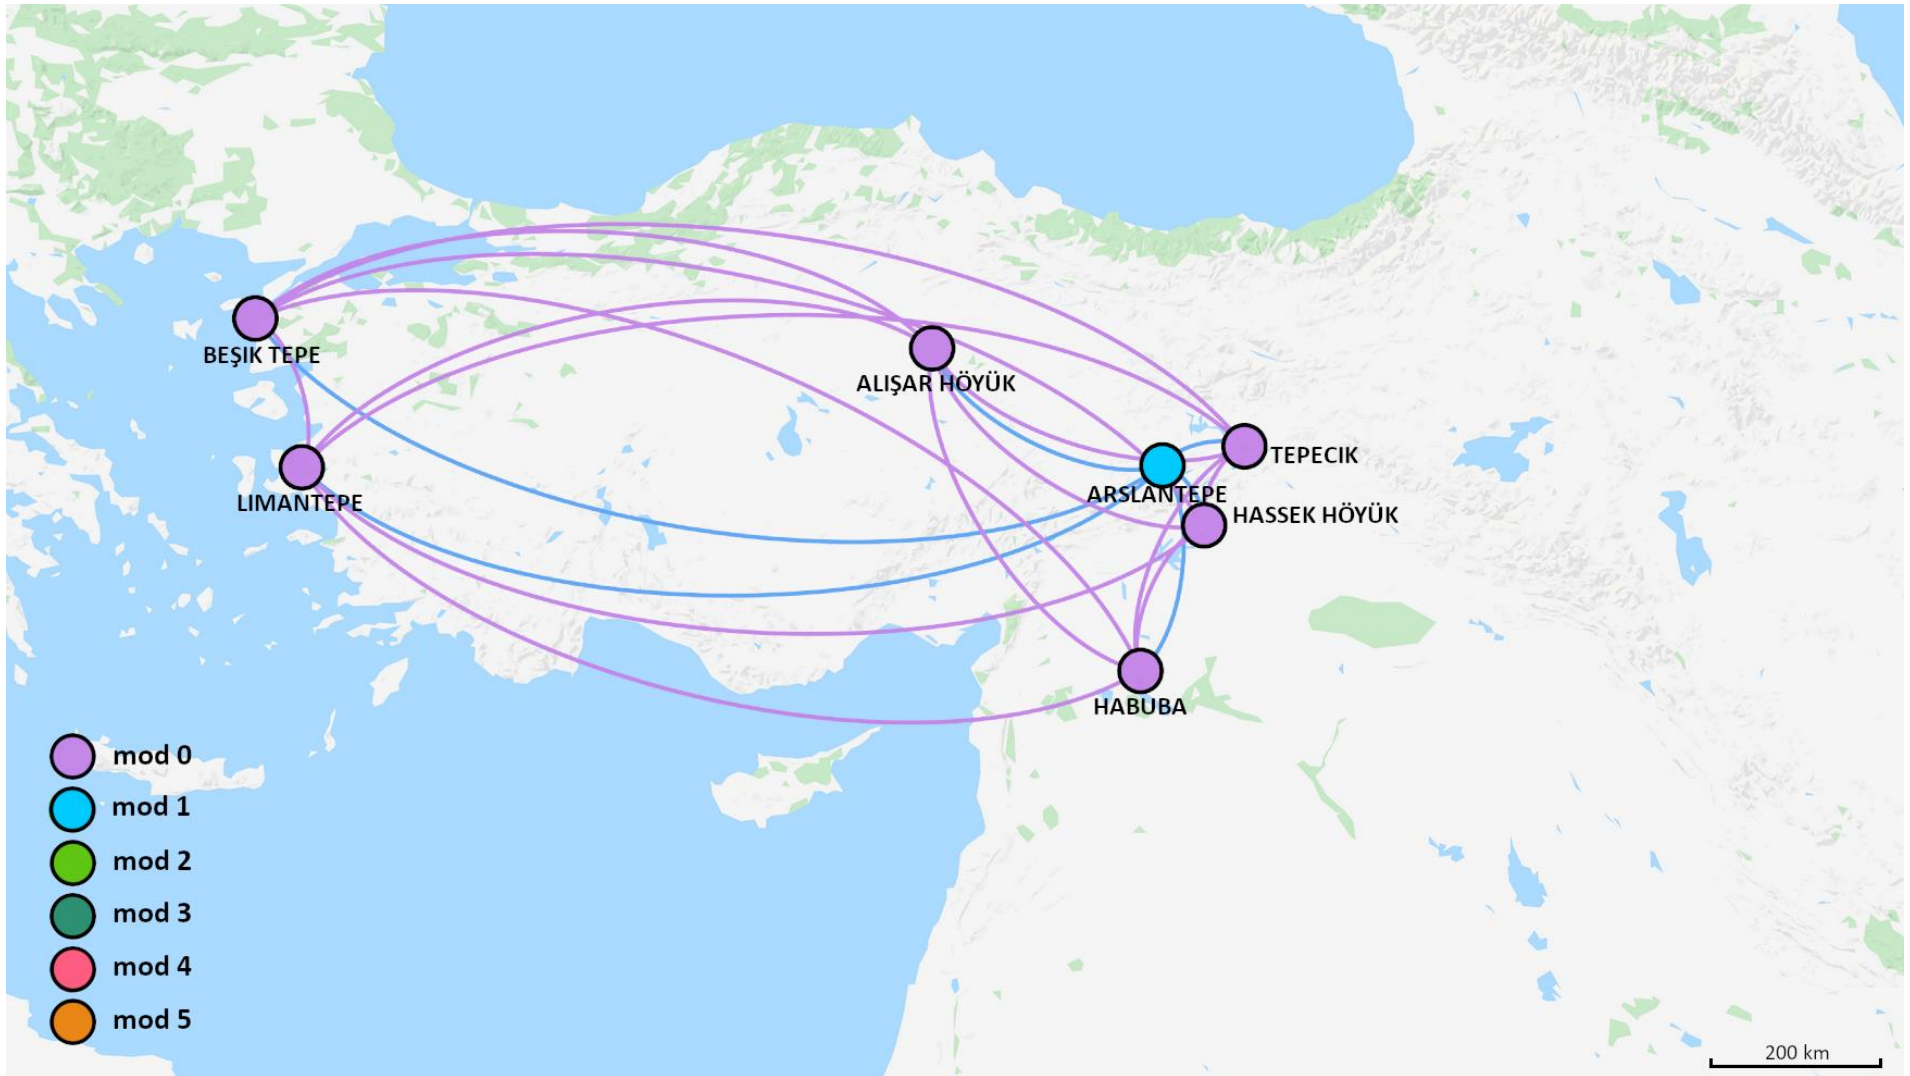 BEŞIK TEPE
ALIŞAR HÖYÜK
TEPECIK
LIMANTEPE
ARSLANTEPE
HASSEK HÖYÜK
HABUBA
mod 0
mod 1
mod 2
mod 3
mod 4
mod 5
200 km